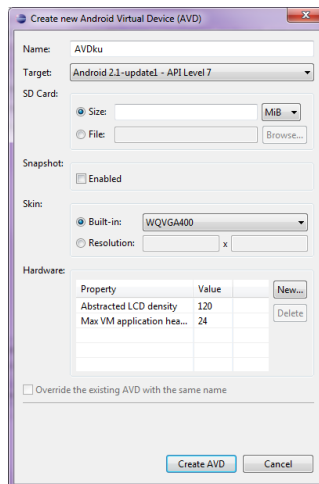 Create new Android Virtual Device (AVD)
Name: AVDku
Target: Android 2.1-update1 - API Level 7
SD Card:
Size: MiB
File: Browse...
Snapshot:
Enabled
Skin:
Built-in: WQVGA400
Resolution: x
Hardware:
Property Value New...
Abstracted LCD density 120 Delete
Max VM application hea... 24
Override the existing AVD with the same name
Create AVD Cancel